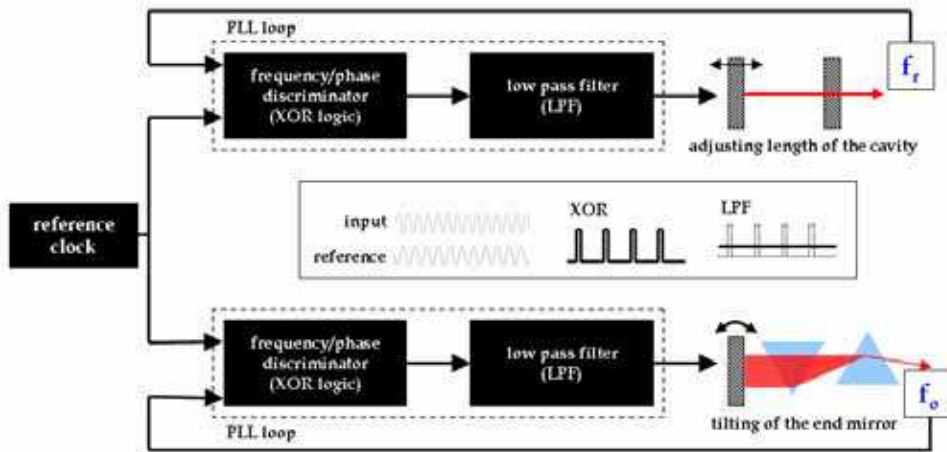 PLL loop
frequency/phase
discriminator
(XOR logic)
low pass filter
(LPF)
f_r
adjusting length of the cavity
reference
clock
input
reference
XOR
LPF
frequency/phase
discriminator
(XOR logic)
low pass filter
(LPF)
f_o
tilting of the end mirror
PLL loop